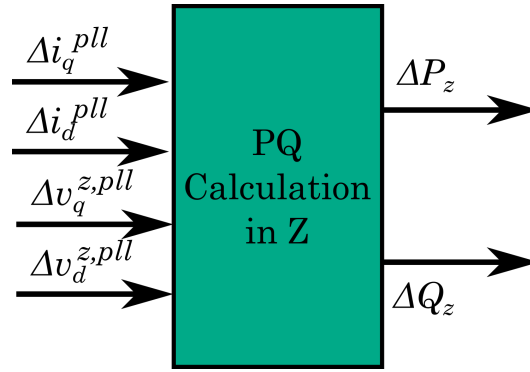 Δi_q^{pll}
Δi_d^{pll}
Δv_q^{z,pll}
Δv_d^{z,pll}
PQ
Calculation
in Z
ΔP_z
ΔQ_z